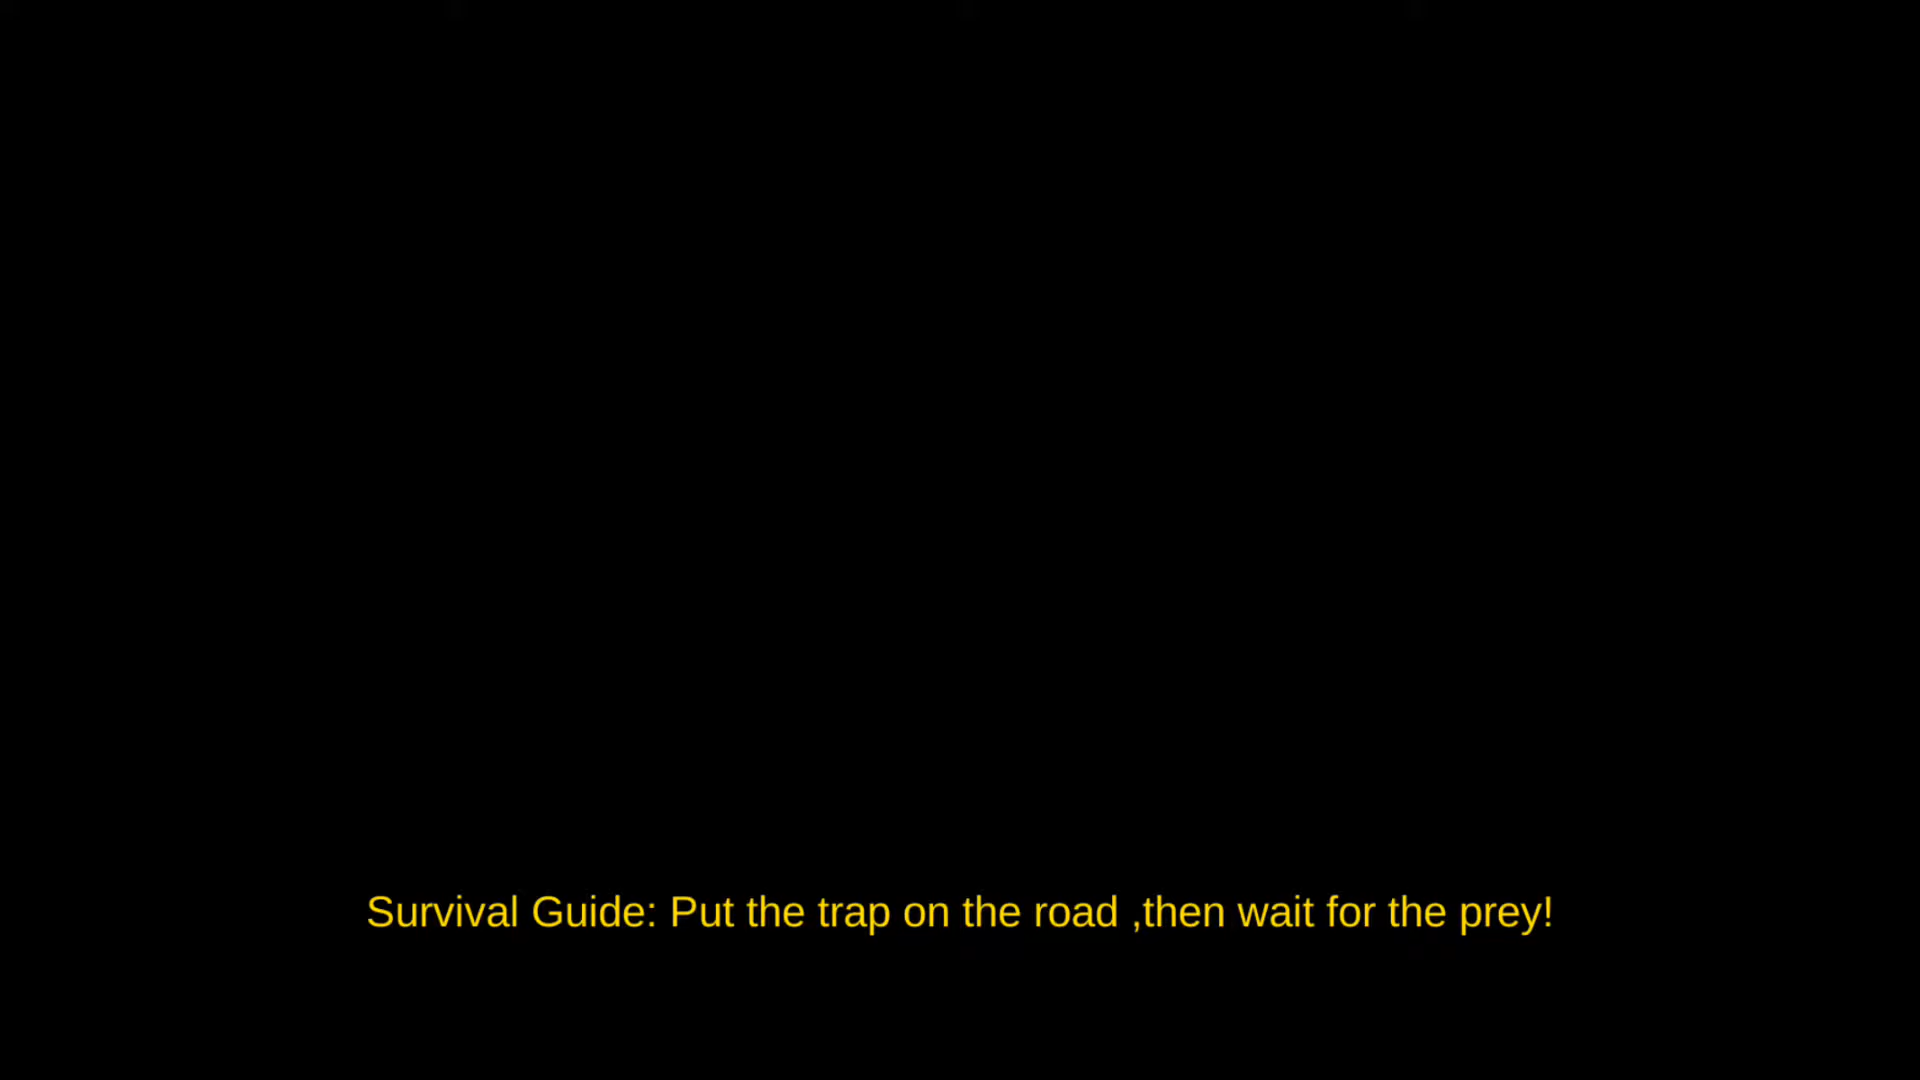 Survival Guide: Put the trap on the road ,then wait for the prey!